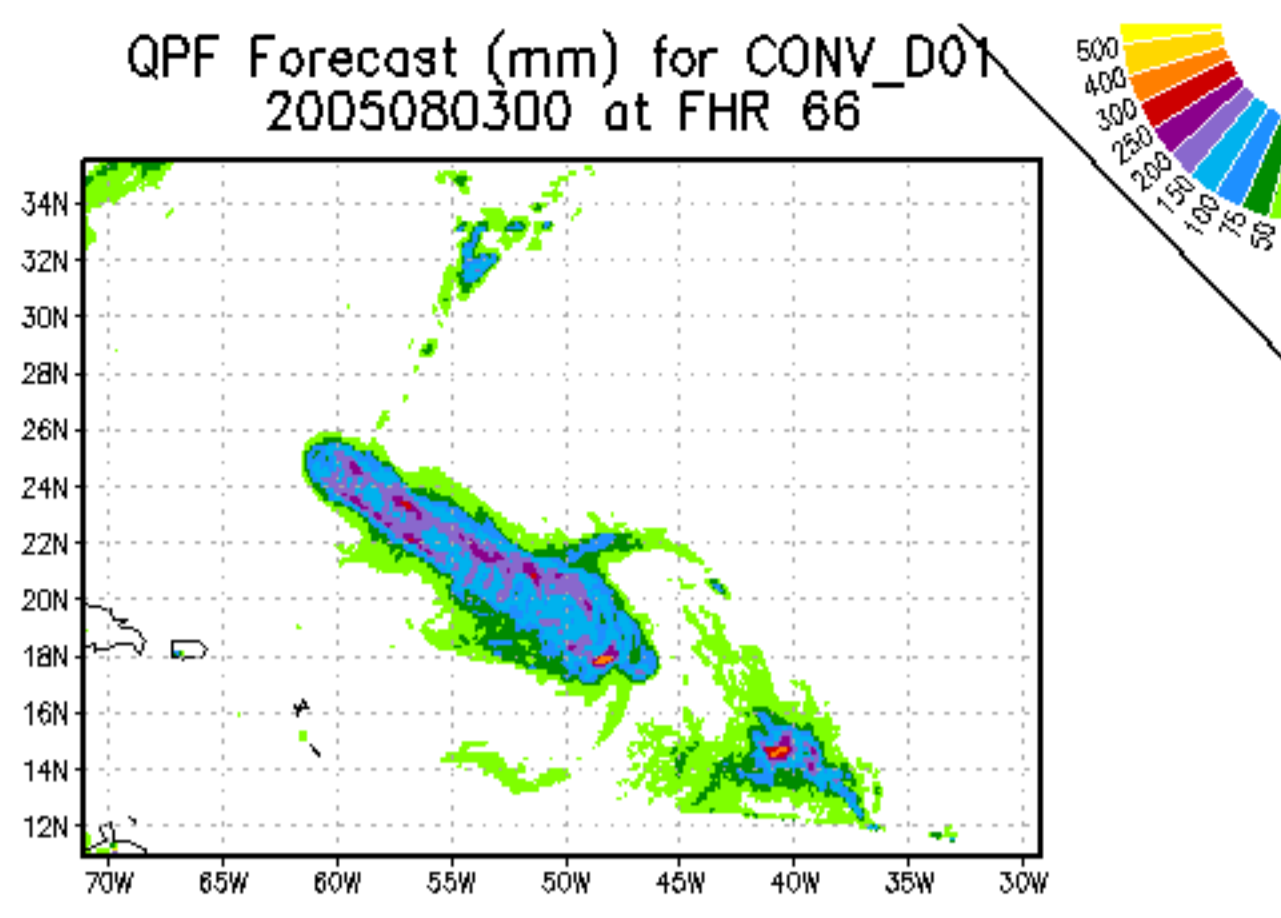 QPF Forecast (mm) for CONV_D01
2005080300 at FHR 66
500
400
300
250
200
150
100
75
50
34N
32N
30N
28N
26N
24N
22N
20N
18N
16N
14N
12N
70W 65W 60W 55W 50W 45W 40W 35W 30W